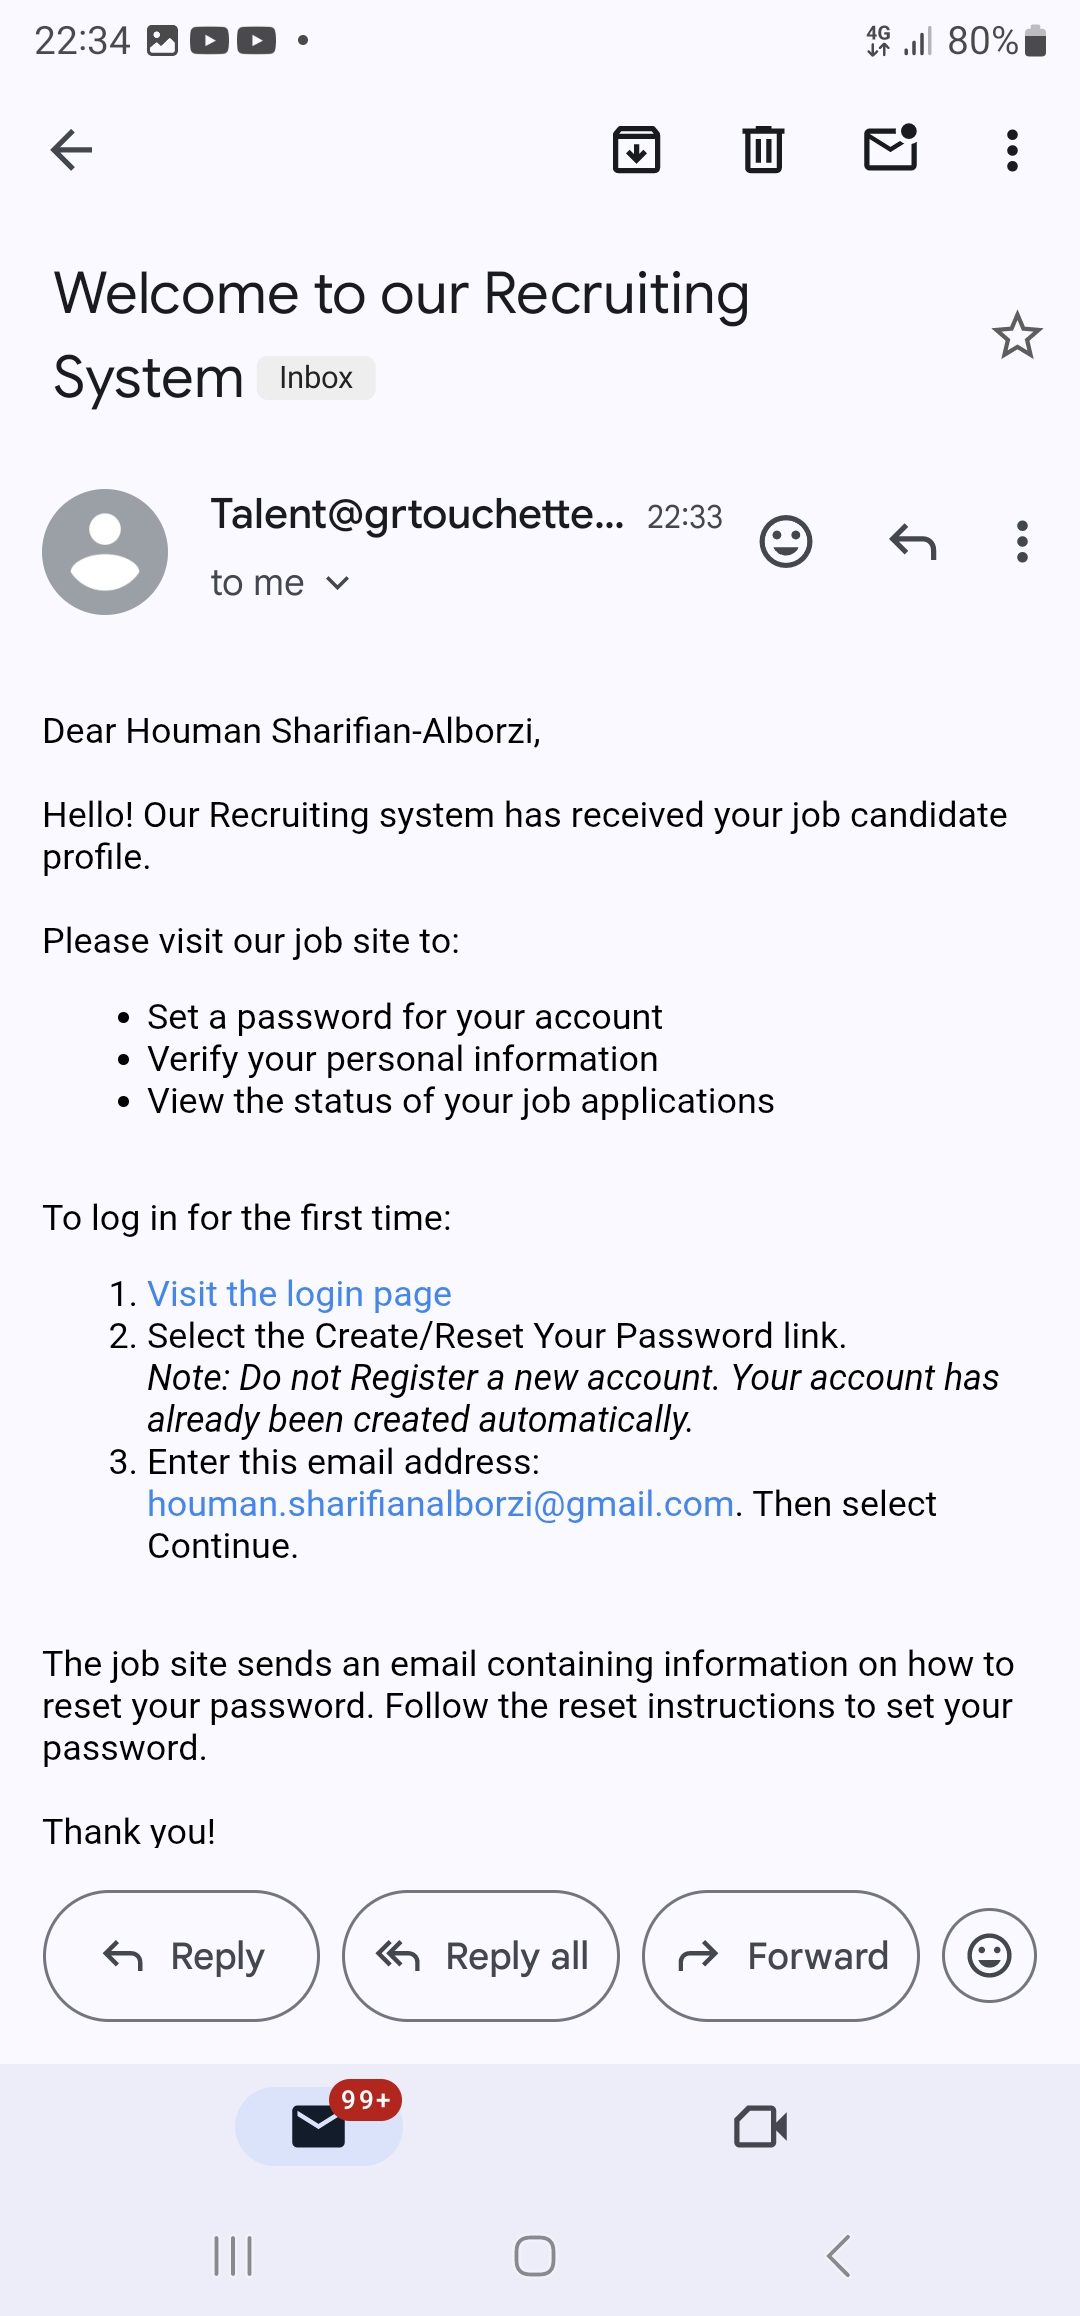 22:34
4G
80%
Welcome to our Recruiting
System Inbox
Talent@grtouchette... 22:33
to me
Dear Houman Sharifian-Alborzi,
Hello! Our Recruiting system has received your job candidate
profile.
Please visit our job site to:
• Set a password for your account
• Verify your personal information
• View the status of your job applications
To log in for the first time:
1. Visit the login page
2. Select the Create/Reset Your Password link.
Note: Do not Register a new account. Your account has
already been created automatically.
3. Enter this email address:
houman.sharifianalborzi@gmail.com. Then select
Continue.
The job site sends an email containing information on how to
reset your password. Follow the reset instructions to set your
password.
Thank you!
Reply
Reply all
Forward
99+